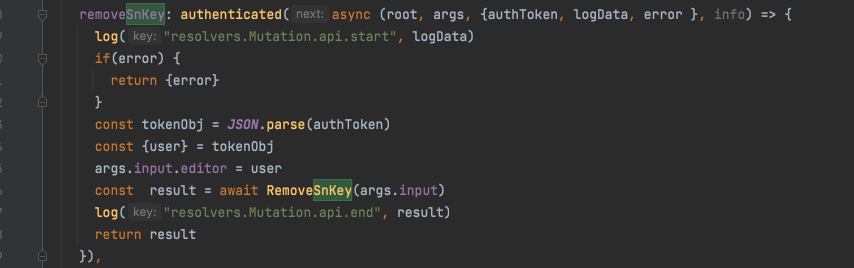 removeSnKey: authenticated( next: async (root, args, {authToken, logData, error }, info) => {
log( key: "resolvers.Mutation.api.start", logData)
if(error) {
return {error}
}
const tokenObj = JSON.parse(authToken)
const {user} = tokenObj
args.input.editor = user
const  result = await RemoveSnKey(args.input)
log( key: "resolvers.Mutation.api.end", result)
return result
}),